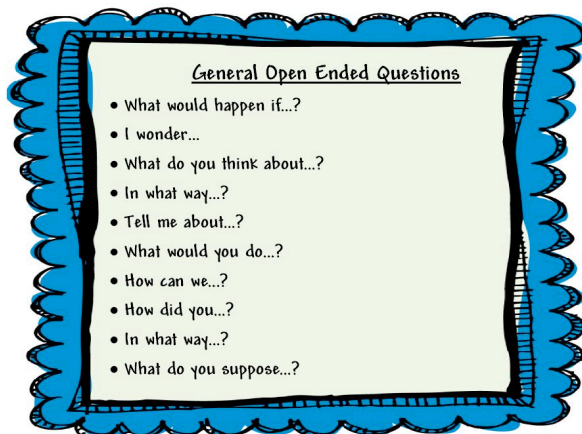 General Open Ended Questions
• What would happen if...?
• I wonder...
• What do you think about...?
• In what way...?
• Tell me about...?
• What would you do...?
• How can we...?
• How did you...?
• In what way...?
• What do you suppose...?